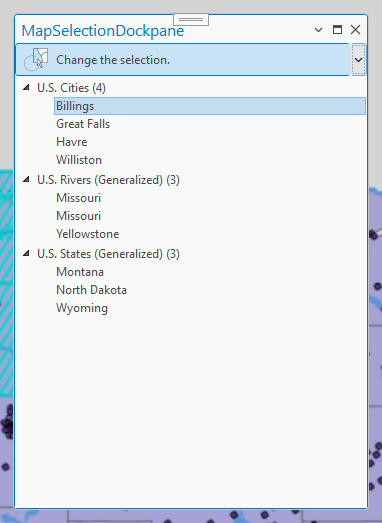 MapSelectionDockpane
Change the selection.
U.S. Cities (4)
Billings
Great Falls
Havre
Williston
U.S. Rivers (Generalized) (3)
Missouri
Missouri
Yellowstone
U.S. States (Generalized) (3)
Montana
North Dakota
Wyoming